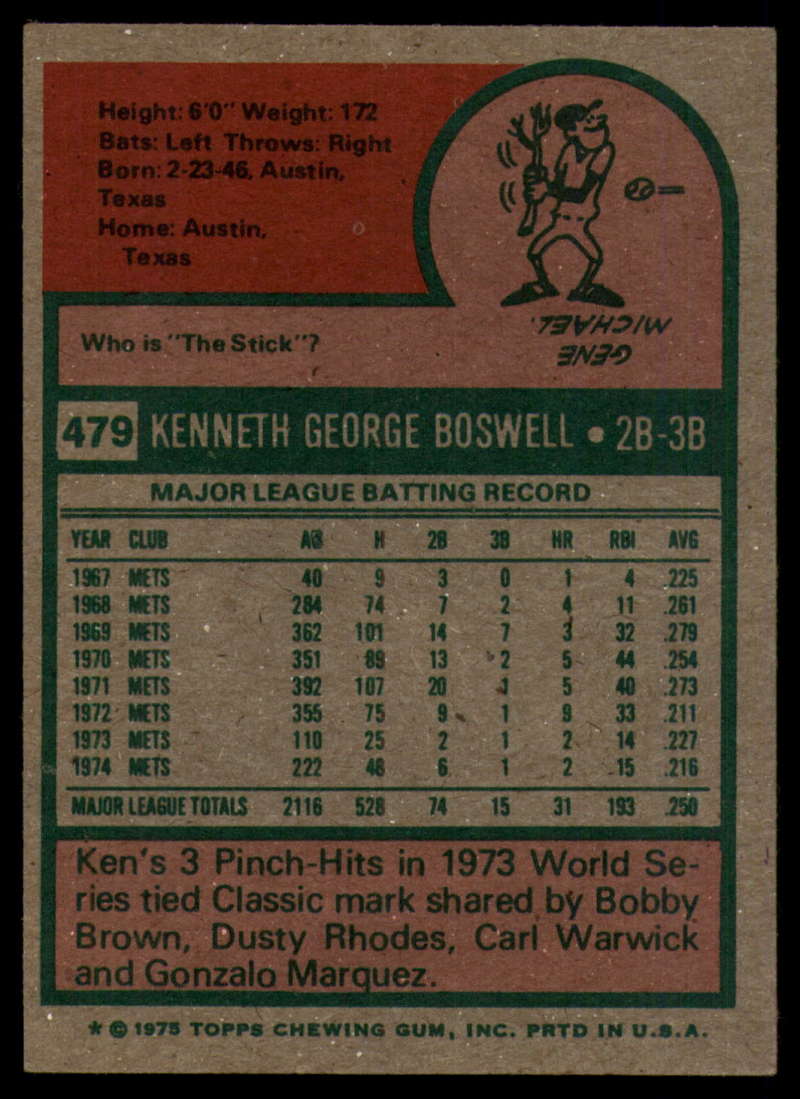 Height: 6'0" Weight: 172
Bats: Left Throws: Right
Born: 2-23-46, Austin,
Texas
Home: Austin,
Texas
Who is "The Stick"?
GENE
MICHAEL.
479 KENNETH GEORGE BOSWELL • 2B-3B
MAJOR LEAGUE BATTING RECORD
YEAR CLUB AB H 2B 3B HR RBI AVG
1967 METS 40 9 3 0 1 4 .225
1968 METS 284 74 7 2 4 11 .261
1969 METS 362 101 14 7 3 32 .279
1970 METS 351 89 13 2 5 44 .254
1971 METS 392 107 20 1 5 40 .273
1972 METS 355 75 9 1 9 33 .211
1973 METS 110 25 2 1 2 14 .227
1974 METS 222 48 6 1 2 15 .216
MAJOR LEAGUE TOTALS 2116 528 74 15 31 193 .250
Ken's 3 Pinch-Hits in 1973 World Se-
ries tied Classic mark shared by Bobby
Brown, Dusty Rhodes, Carl Warwick
and Gonzalo Marquez.
* © 1975 TOPPS CHEWING GUM, INC. PRTD IN U.S.A.